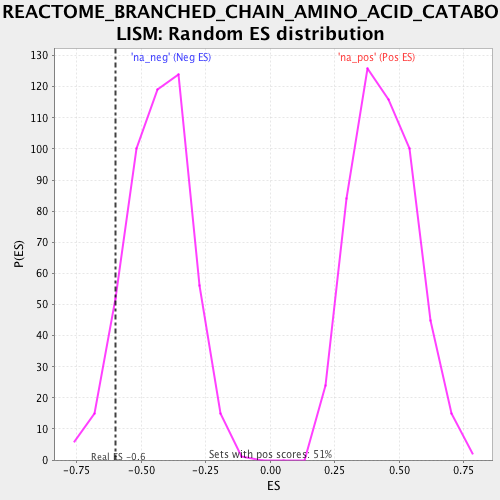 REACTOME_BRANCHED_CHAIN_AMINO_ACID_CATABO
LISM: Random ES distribution
'na_neg' (Neg ES)
'na_pos' (Pos ES)
130
120
110
100
90
80
70
60
50
40
30
20
10
0
P(ES)
Real ES -0.6
Sets with pos scores: 51%
-0.75 -0.50 -0.25 0.00 0.25 0.50 0.75
ES